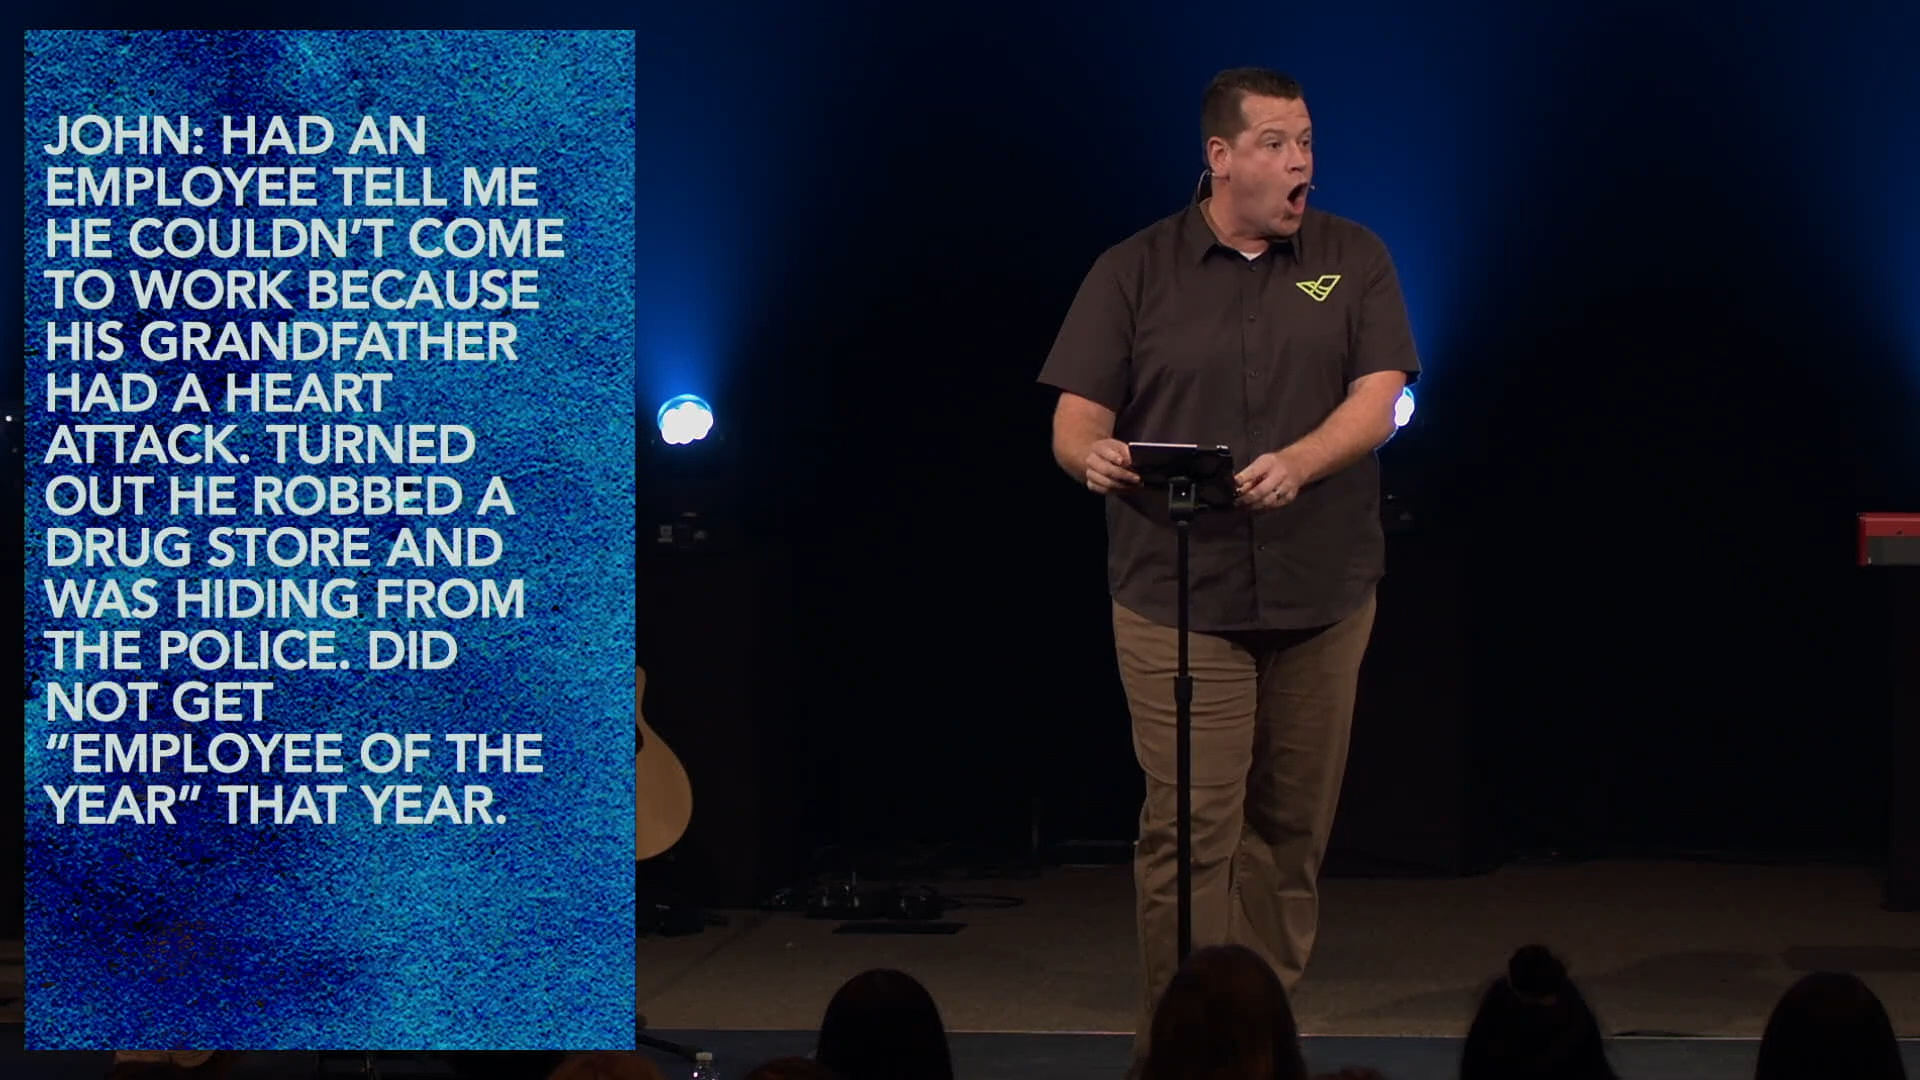 JOHN: HAD AN
EMPLOYEE TELL ME
HE COULDN'T COME
TO WORK BECAUSE
HIS GRANDFATHER
HAD A HEART
ATTACK. TURNED
OUT HE ROBBED A
DRUG STORE AND
WAS HIDING FROM
THE POLICE. DID
NOT GET
"EMPLOYEE OF THE
YEAR" THAT YEAR.